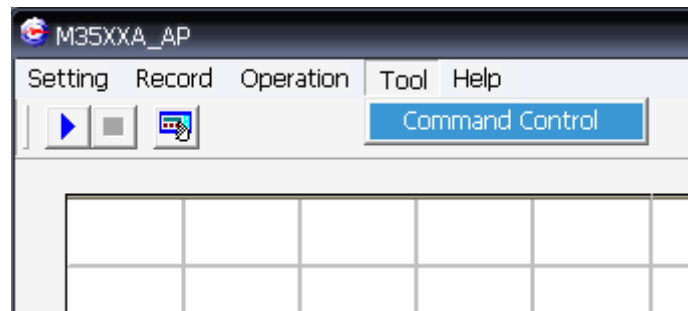 M35XXA_AP
Setting Record Operation Tool Help
Command Control